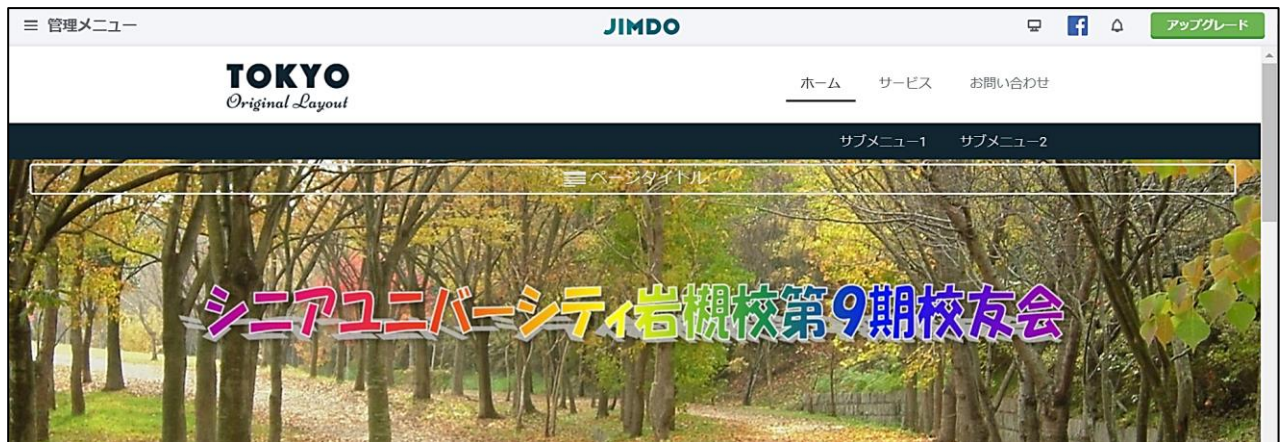 管理メニュー
JIMDO
アップグレード
TOKYO
Original Layout
ホーム
サービス
お問い合わせ
サブメニュー1
サブメニュー2
ページタイトル
シニアユニバーシティ岩槻校第9期校友会